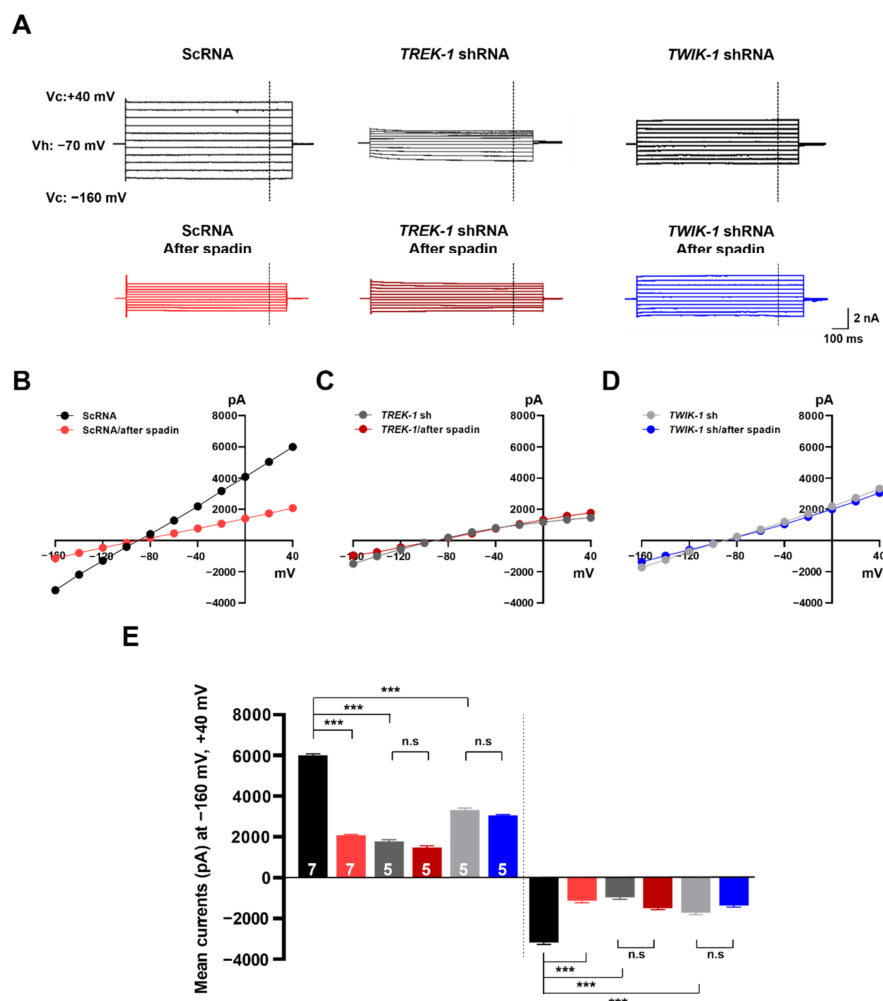 A
ScRNA
TREK-1 shRNA
TWIK-1 shRNA
Vc:+40 mV
Vh: −70 mV
Vc: −160 mV
ScRNA
After spadin
TREK-1 shRNA
After spadin
TWIK-1 shRNA
After spadin
2 nA
100 ms
B
pA
ScRNA
ScRNA/after spadin
8000
6000
4000
2000
−160
−120
−80
−40
40
mV
−2000
−4000
C
pA
TREK-1 sh
TREK-1/after spadin
8000
6000
4000
2000
−160
−120
−80
−40
40
mV
−2000
−4000
D
pA
TWIK-1 sh
TWIK-1 sh/after spadin
8000
6000
4000
2000
−160
−120
−80
−40
40
mV
−2000
−4000
E
Mean currents (pA) at −160 mV, +40 mV
8000
6000
4000
2000
0
−2000
−4000
***
***
***
n.s
n.s
7
7
5
5
5
5
n.s
n.s
***
***
***